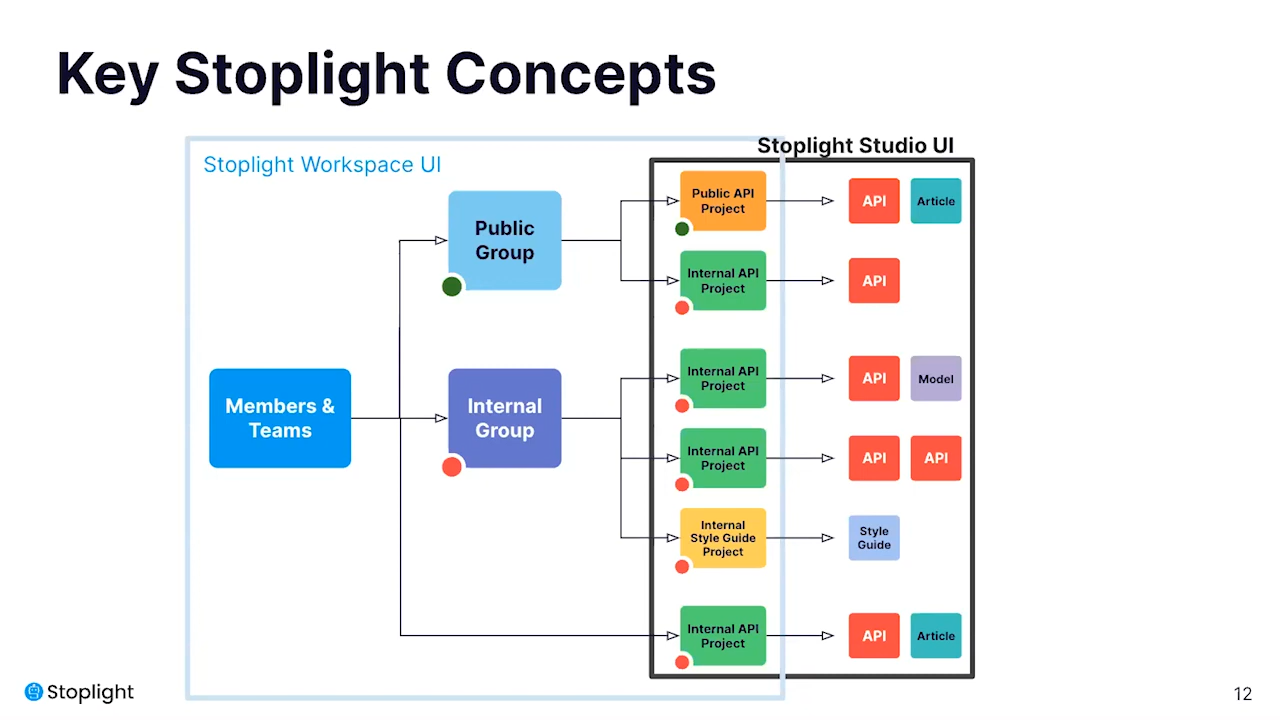 Key Stoplight Concepts
Stoplight Workspace UI
Stoplight Studio UI
Public
Group
Public API
Project
API
Article
Internal API
Project
API
Members &
Teams
Internal
Group
Internal API
Project
API
Model
Internal API
Project
API
API
Internal
Style Guide
Project
Style
Guide
Internal API
Project
API
Article
Stoplight
12